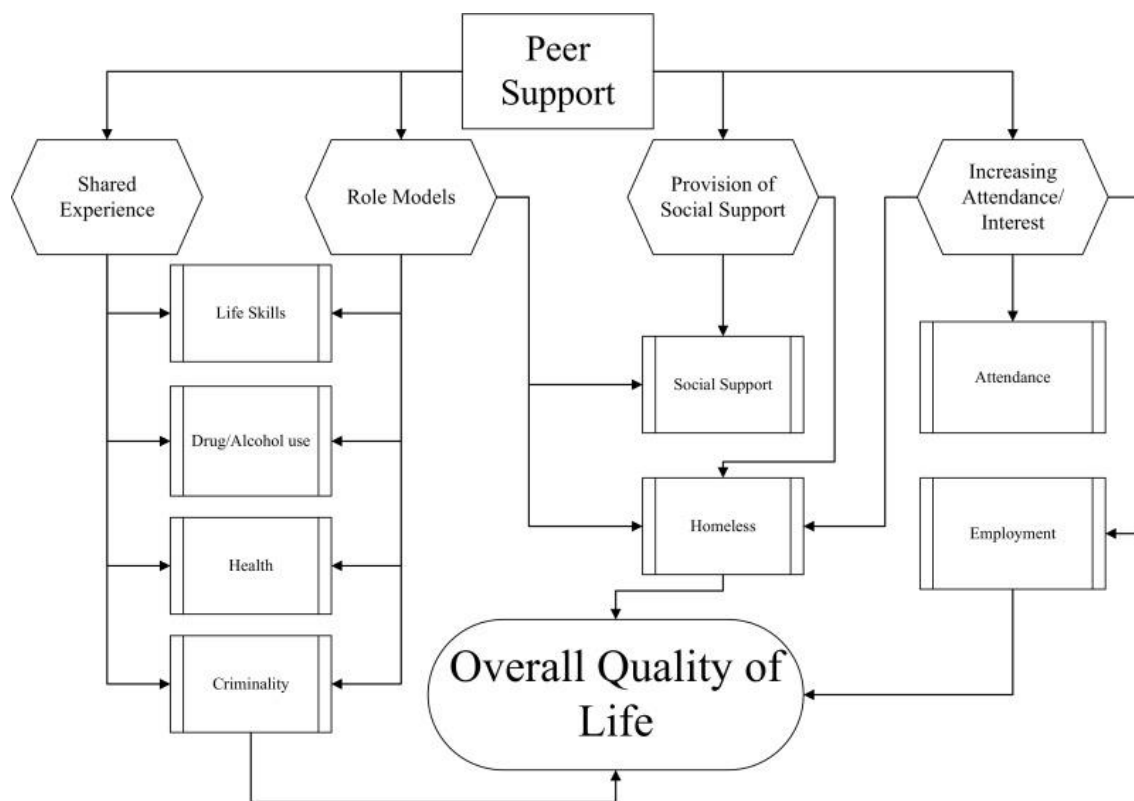 Peer
Support
Shared
Experience
Role Models
Provision of
Social Support
Increasing
Attendance/
Interest
Life Skills
Social Support
Attendance
Drug/Alcohol use
Homeless
Employment
Health
Criminality
Overall Quality of
Life